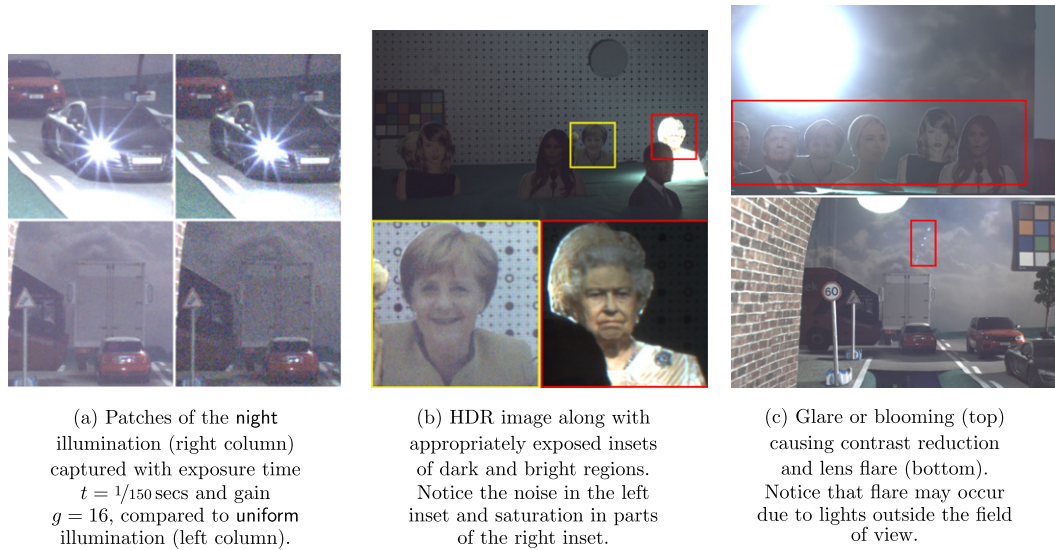 60
(a) Patches of the night
illumination (right column)
captured with exposure time
t = 1/150 secs and gain
g = 16, compared to uniform
illumination (left column).
(b) HDR image along with
appropriately exposed insets
of dark and bright regions.
Notice the noise in the left
inset and saturation in parts
of the right inset.
(c) Glare or blooming (top)
causing contrast reduction
and lens flare (bottom).
Notice that flare may occur
due to lights outside the field
of view.